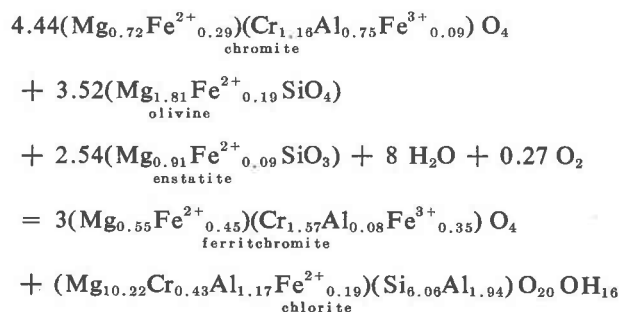 4.44(Mg₀.₇₂Fe²⁺₀.₂₉)(Cr₁.₁₆Al₀.₇₅Fe³⁺₀.₀₉) O₄
chromite
+ 3.52(Mg₁.₈₁Fe²⁺₀.₁₉SiO₄)
olivine
+ 2.54(Mg₀.₉₁Fe²⁺₀.₀₉SiO₃) + 8 H₂O + 0.27 O₂
enstatite
= 3(Mg₀.₅₅Fe²⁺₀.₄₅)(Cr₁.₅₇Al₀.₀₈Fe³⁺₀.₃₅) O₄
ferritchromite
+ (Mg₁₀.₂₂Cr₀.₄₃Al₁.₁₇Fe²⁺₀.₁₉)(Si₆.₀₆Al₁.₉₄)O₂₀ OH₁₆
chlorite